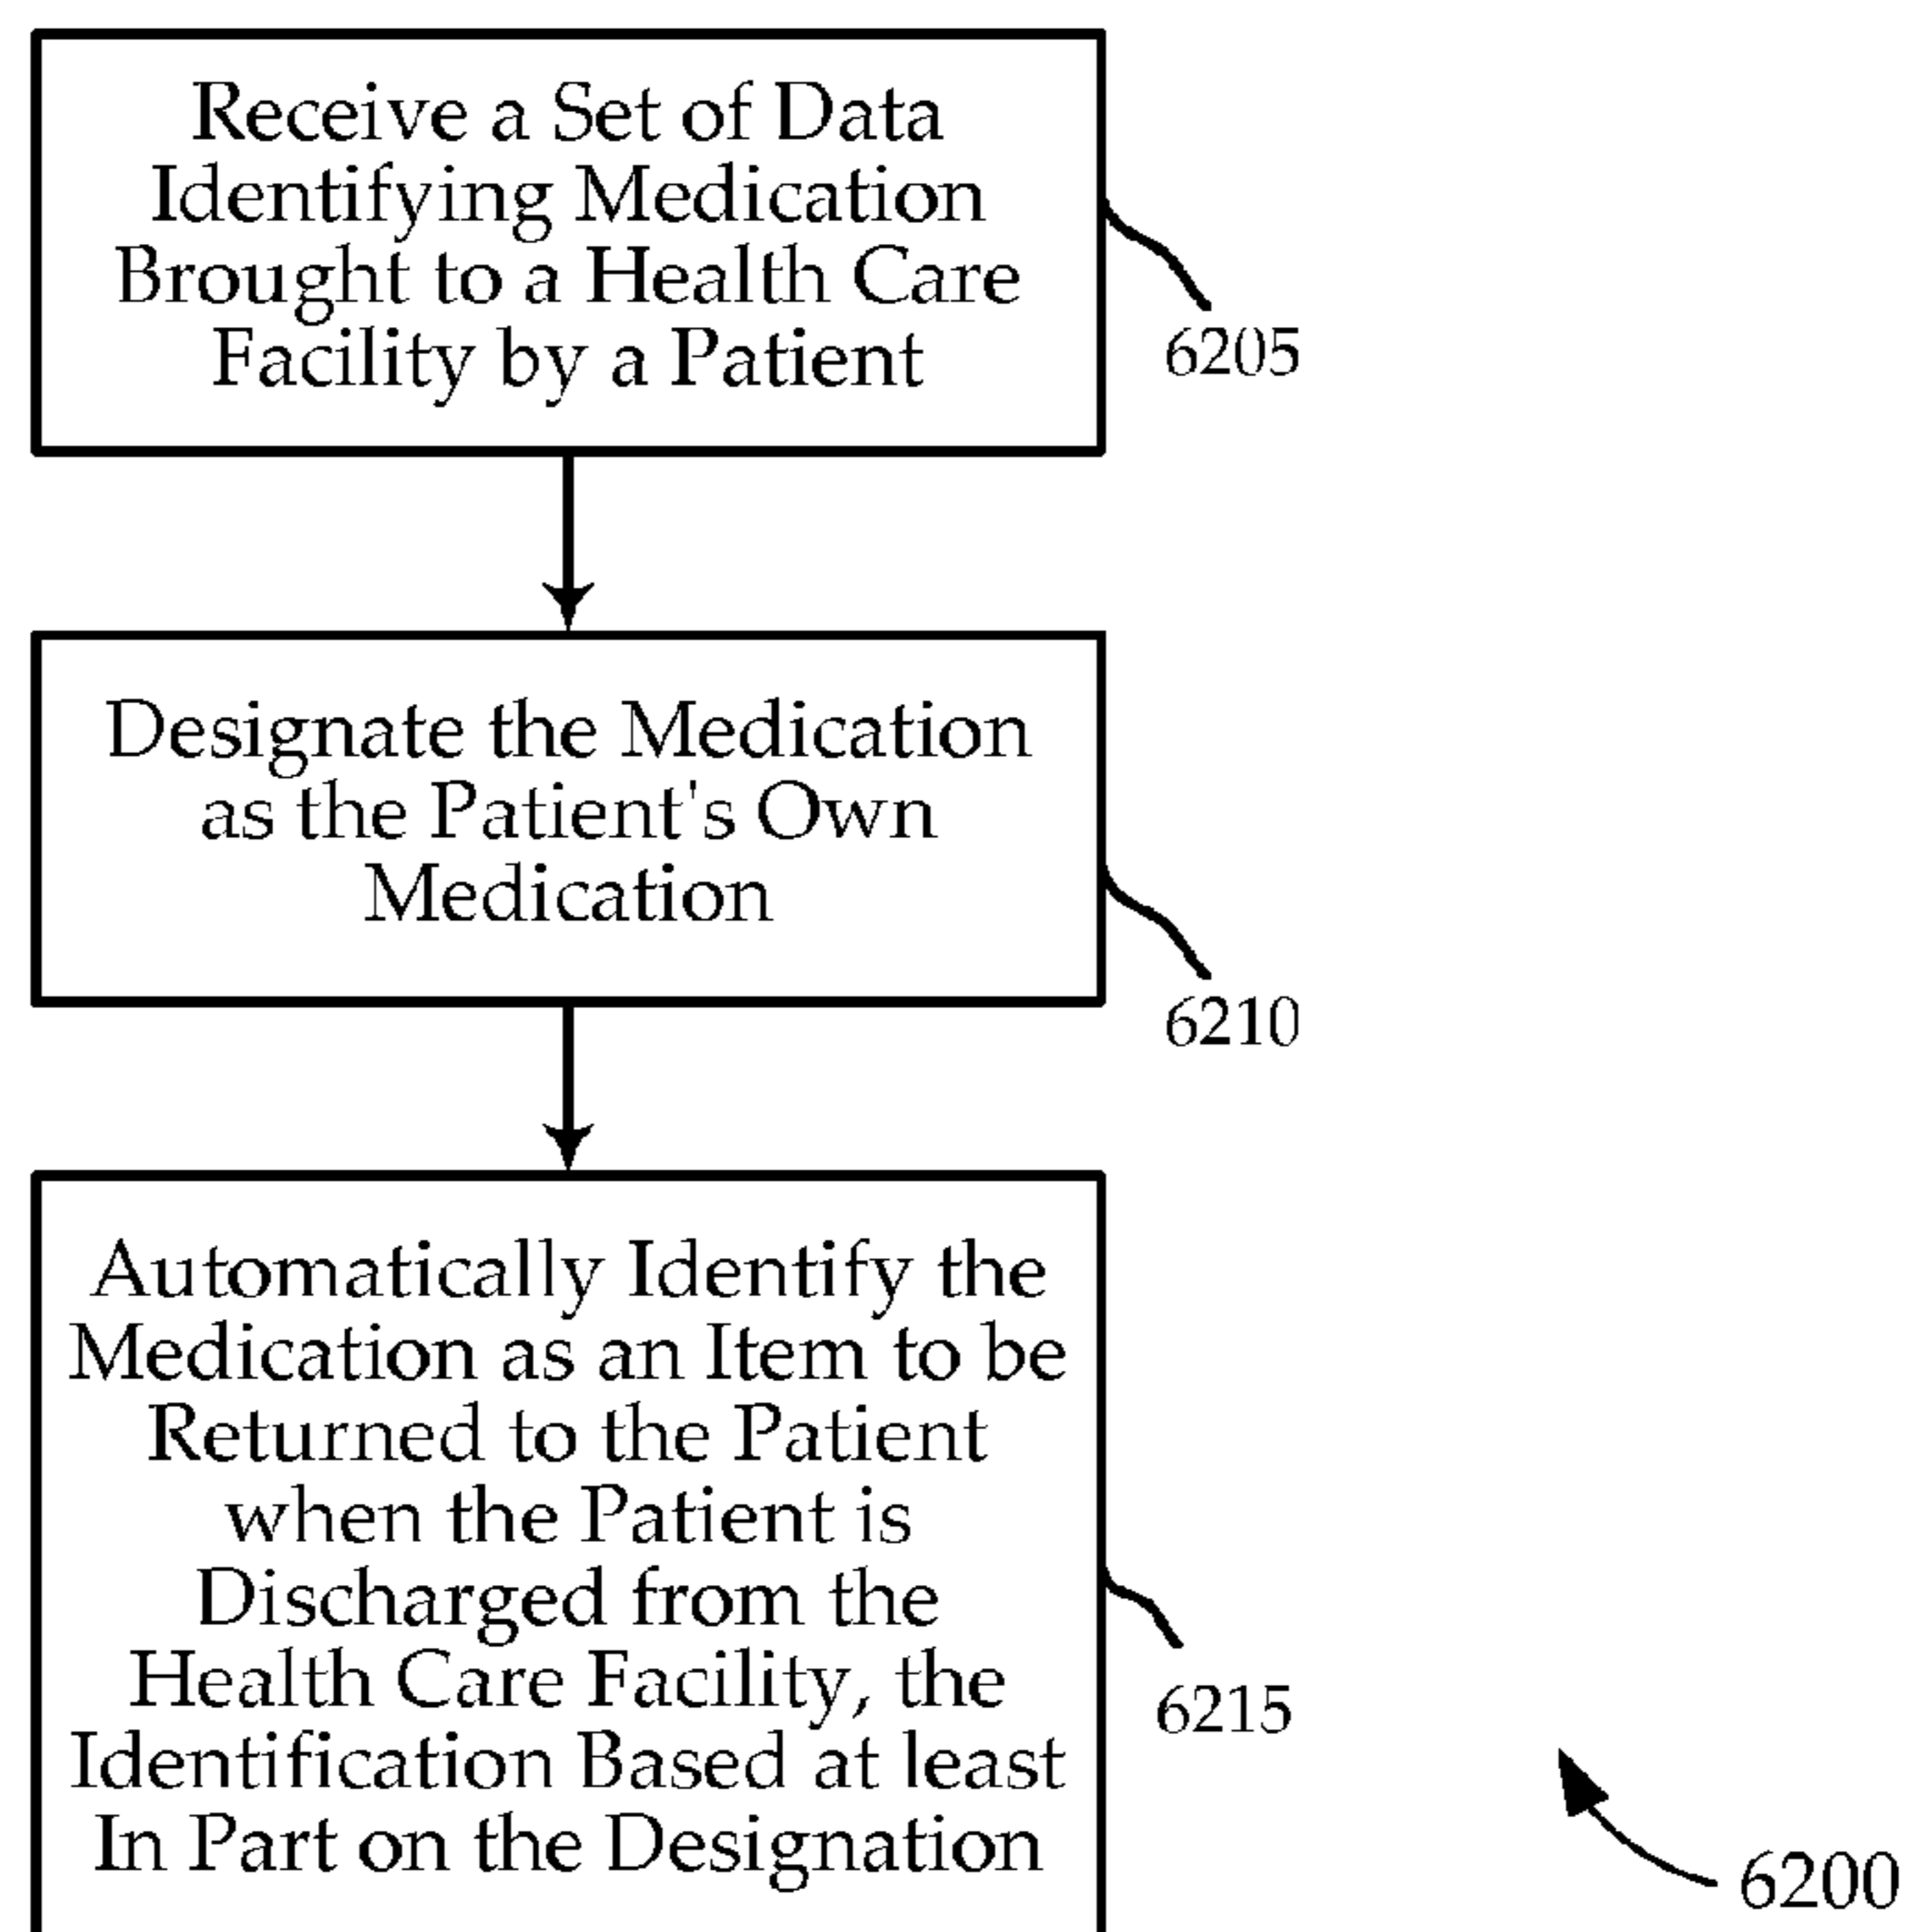 Receive a Set of Data
Identifying Medication
Brought to a Health Care
Facility by a Patient
6205
Designate the Medication
as the Patient's Own
Medication
6210
Automatically Identify the
Medication as an Item to be
Returned to the Patient
when the Patient is
Discharged from the
Health Care Facility, the
Identification Based at least
In Part on the Designation
6215
6200